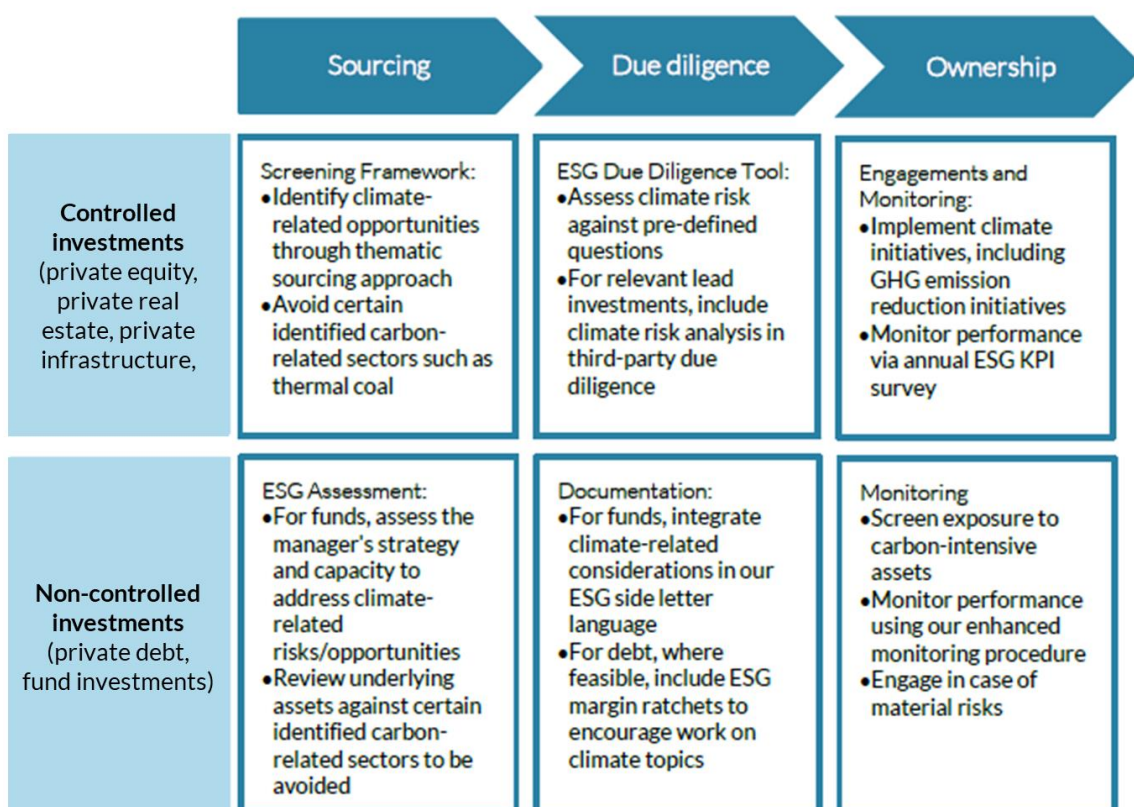 Sourcing
Due diligence
Ownership
Controlled
investments
(private equity,
private real
estate, private
infrastructure,
Screening Framework:
•Identify climate-
related opportunities
through thematic
sourcing approach
•Avoid certain
identified carbon-
related sectors such as
thermal coal
ESG Due Diligence Tool:
•Assess climate risk
against pre-defined
questions
•For relevant lead
investments, include
climate risk analysis in
third-party due
diligence
Engagements and
Monitoring:
•Implement climate
initiatives, including
GHG emission
reduction initiatives
•Monitor performance
via annual ESG KPI
survey
Non-controlled
investments
(private debt,
fund investments)
ESG Assessment:
•For funds, assess the
manager's strategy
and capacity to
address climate-
related
risks/opportunities
•Review underlying
assets against certain
identified carbon-
related sectors to be
avoided
Documentation:
•For funds, integrate
climate-related
considerations in our
ESG side letter
language
•For debt, where
feasible, include ESG
margin ratchets to
encourage work on
climate topics
Monitoring
•Screen exposure to
carbon-intensive
assets
•Monitor performance
using our enhanced
monitoring procedure
•Engage in case of
material risks